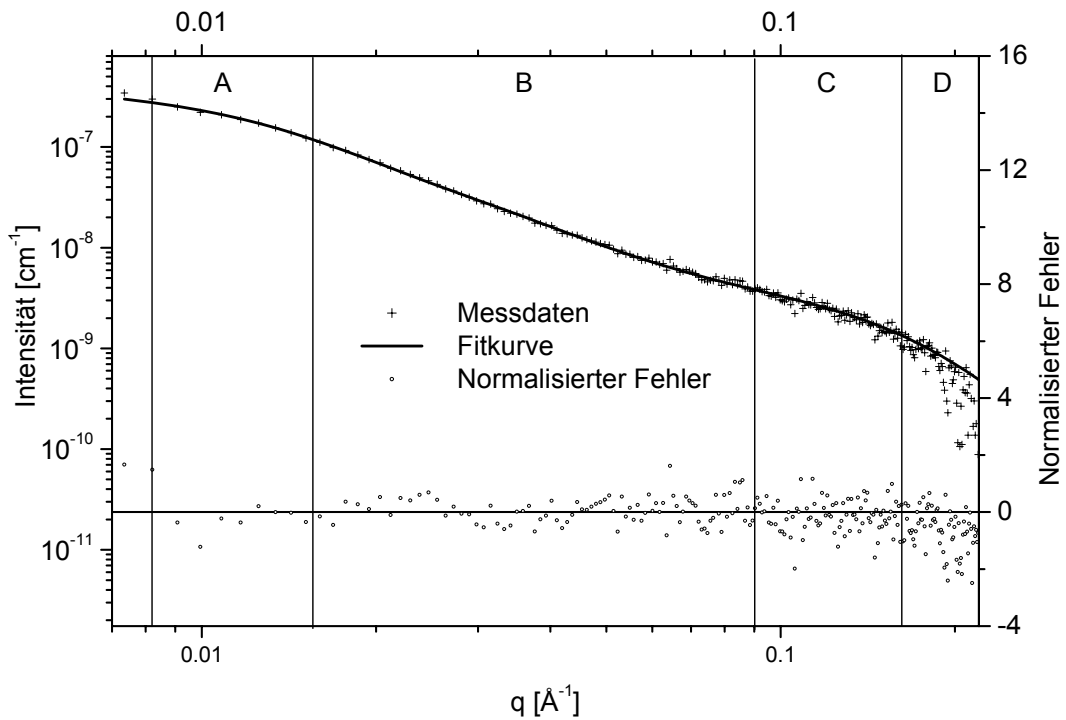 0.01 0.1
A B C D
16
12
8
4
0
-4
Normalisierter Fehler
10⁻⁷
10⁻⁸
10⁻⁹
10⁻¹⁰
10⁻¹¹
Intensität [cm⁻¹]
Messdaten
Fitkurve
Normalisierter Fehler
0.01 0.1
q [Å⁻¹]